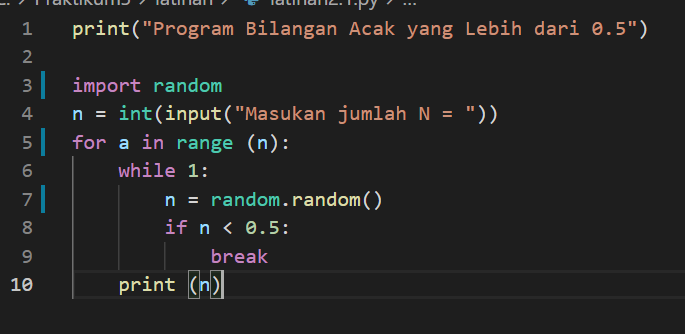 Praktikum3 > latihan > latihan2.1.py > ...
1 print("Program Bilangan Acak yang Lebih dari 0.5")
2
3 import random
4 n = int(input("Masukan jumlah N = "))
5 for a in range (n):
6     while 1:
7         n = random.random()
8         if n < 0.5:
9             break
10     print (n)